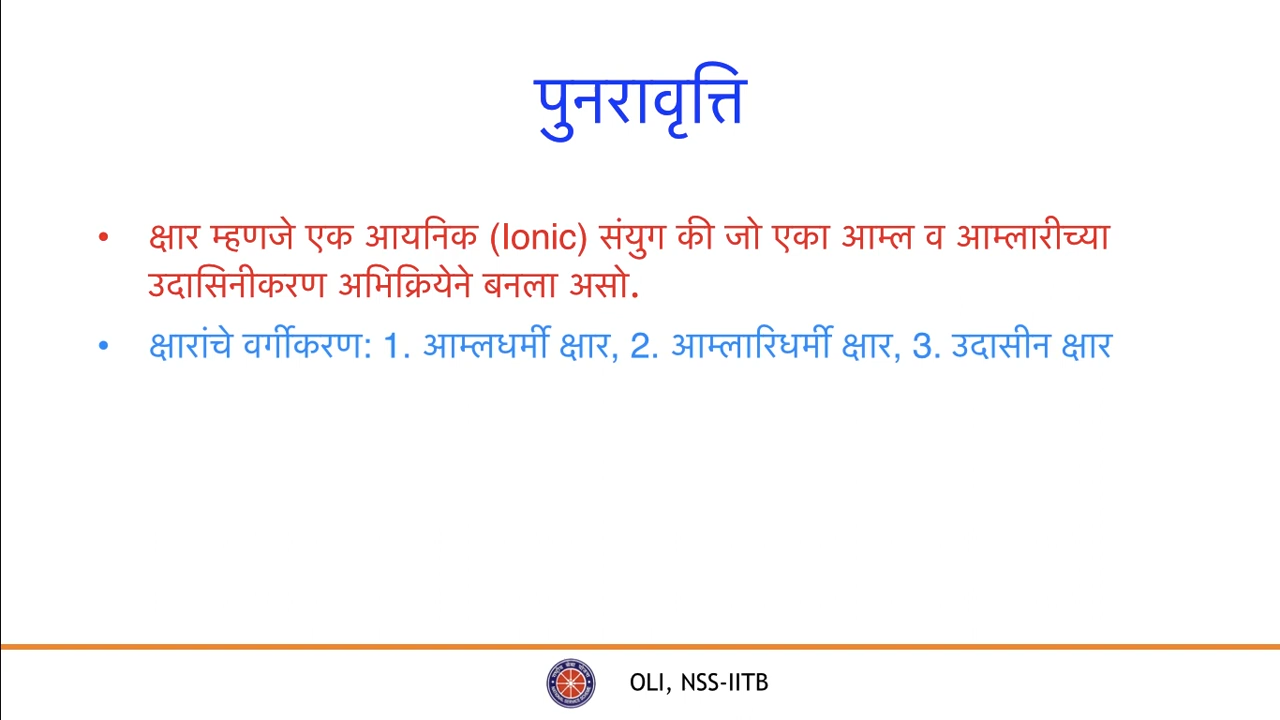 पुनरावृत्ति
• क्षार म्हणजे एक आयनिक (Ionic) संयुग की जो एका आम्ल व आम्लारीच्या
उदासिनीकरण अभिक्रियेने बनला असो.
• क्षारांचे वर्गीकरण: 1. आम्लधर्मी क्षार, 2. आम्लारिधर्मी क्षार, 3. उदासीन क्षार
OLI, NSS-IITB